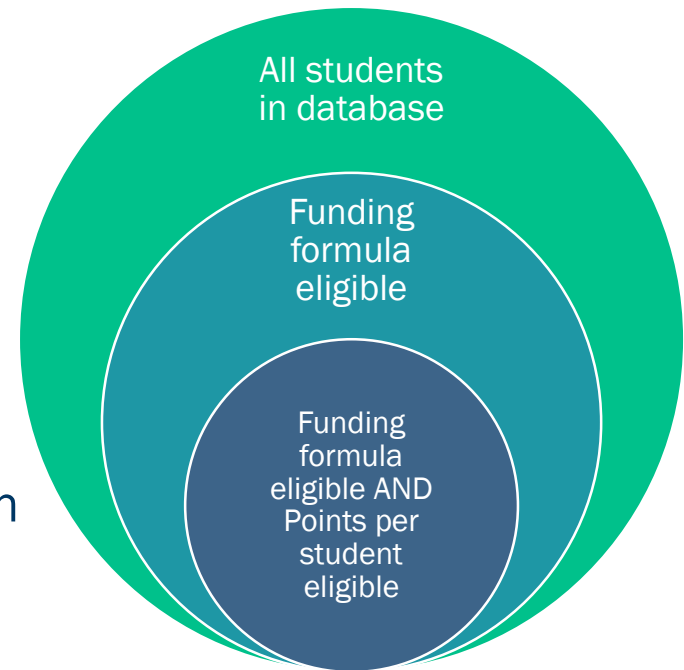 All students
in database
Funding
formula
eligible
Funding
formula
eligible AND
Points per
student
eligible